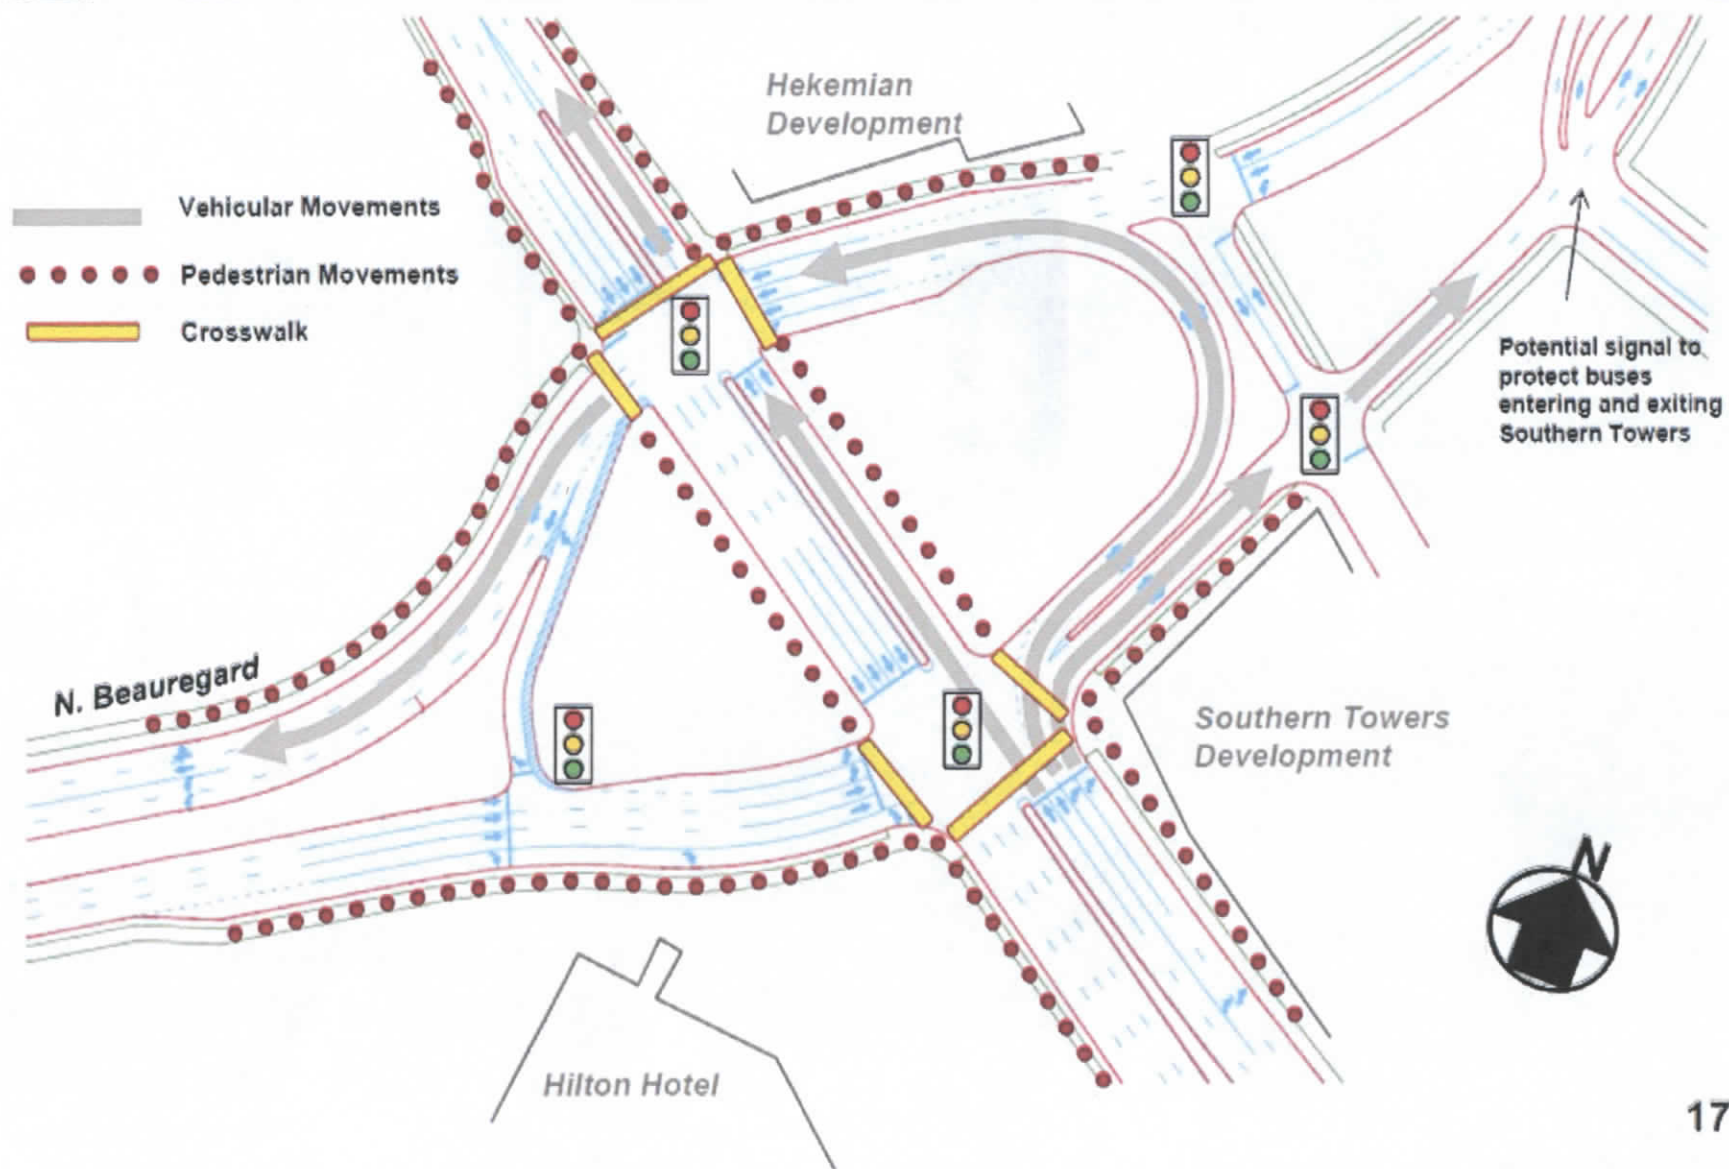 Hekemian
Development
Vehicular Movements
Pedestrian Movements
Crosswalk
Potential signal to
protect buses
entering and exiting
Southern Towers
N. Beauregard
Southern Towers
Development
N
Hilton Hotel
17